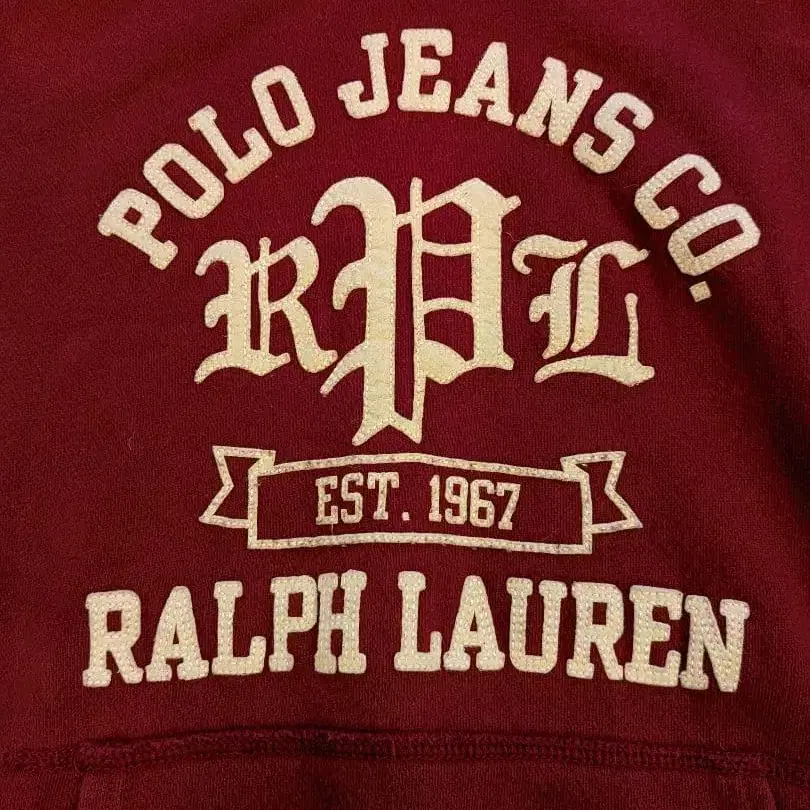 POLO JEANS CO.
RPL
EST. 1967
RALPH LAUREN